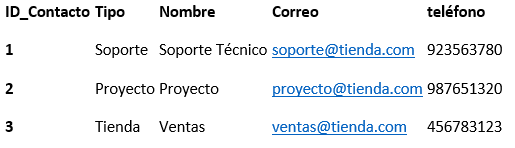 ID_Contacto Tipo Nombre Correo teléfono
1 Soporte Soporte Técnico soporte@tienda.com 923563780
2 Proyecto Proyecto proyecto@tienda.com 987651320
3 Tienda Ventas ventas@tienda.com 456783123